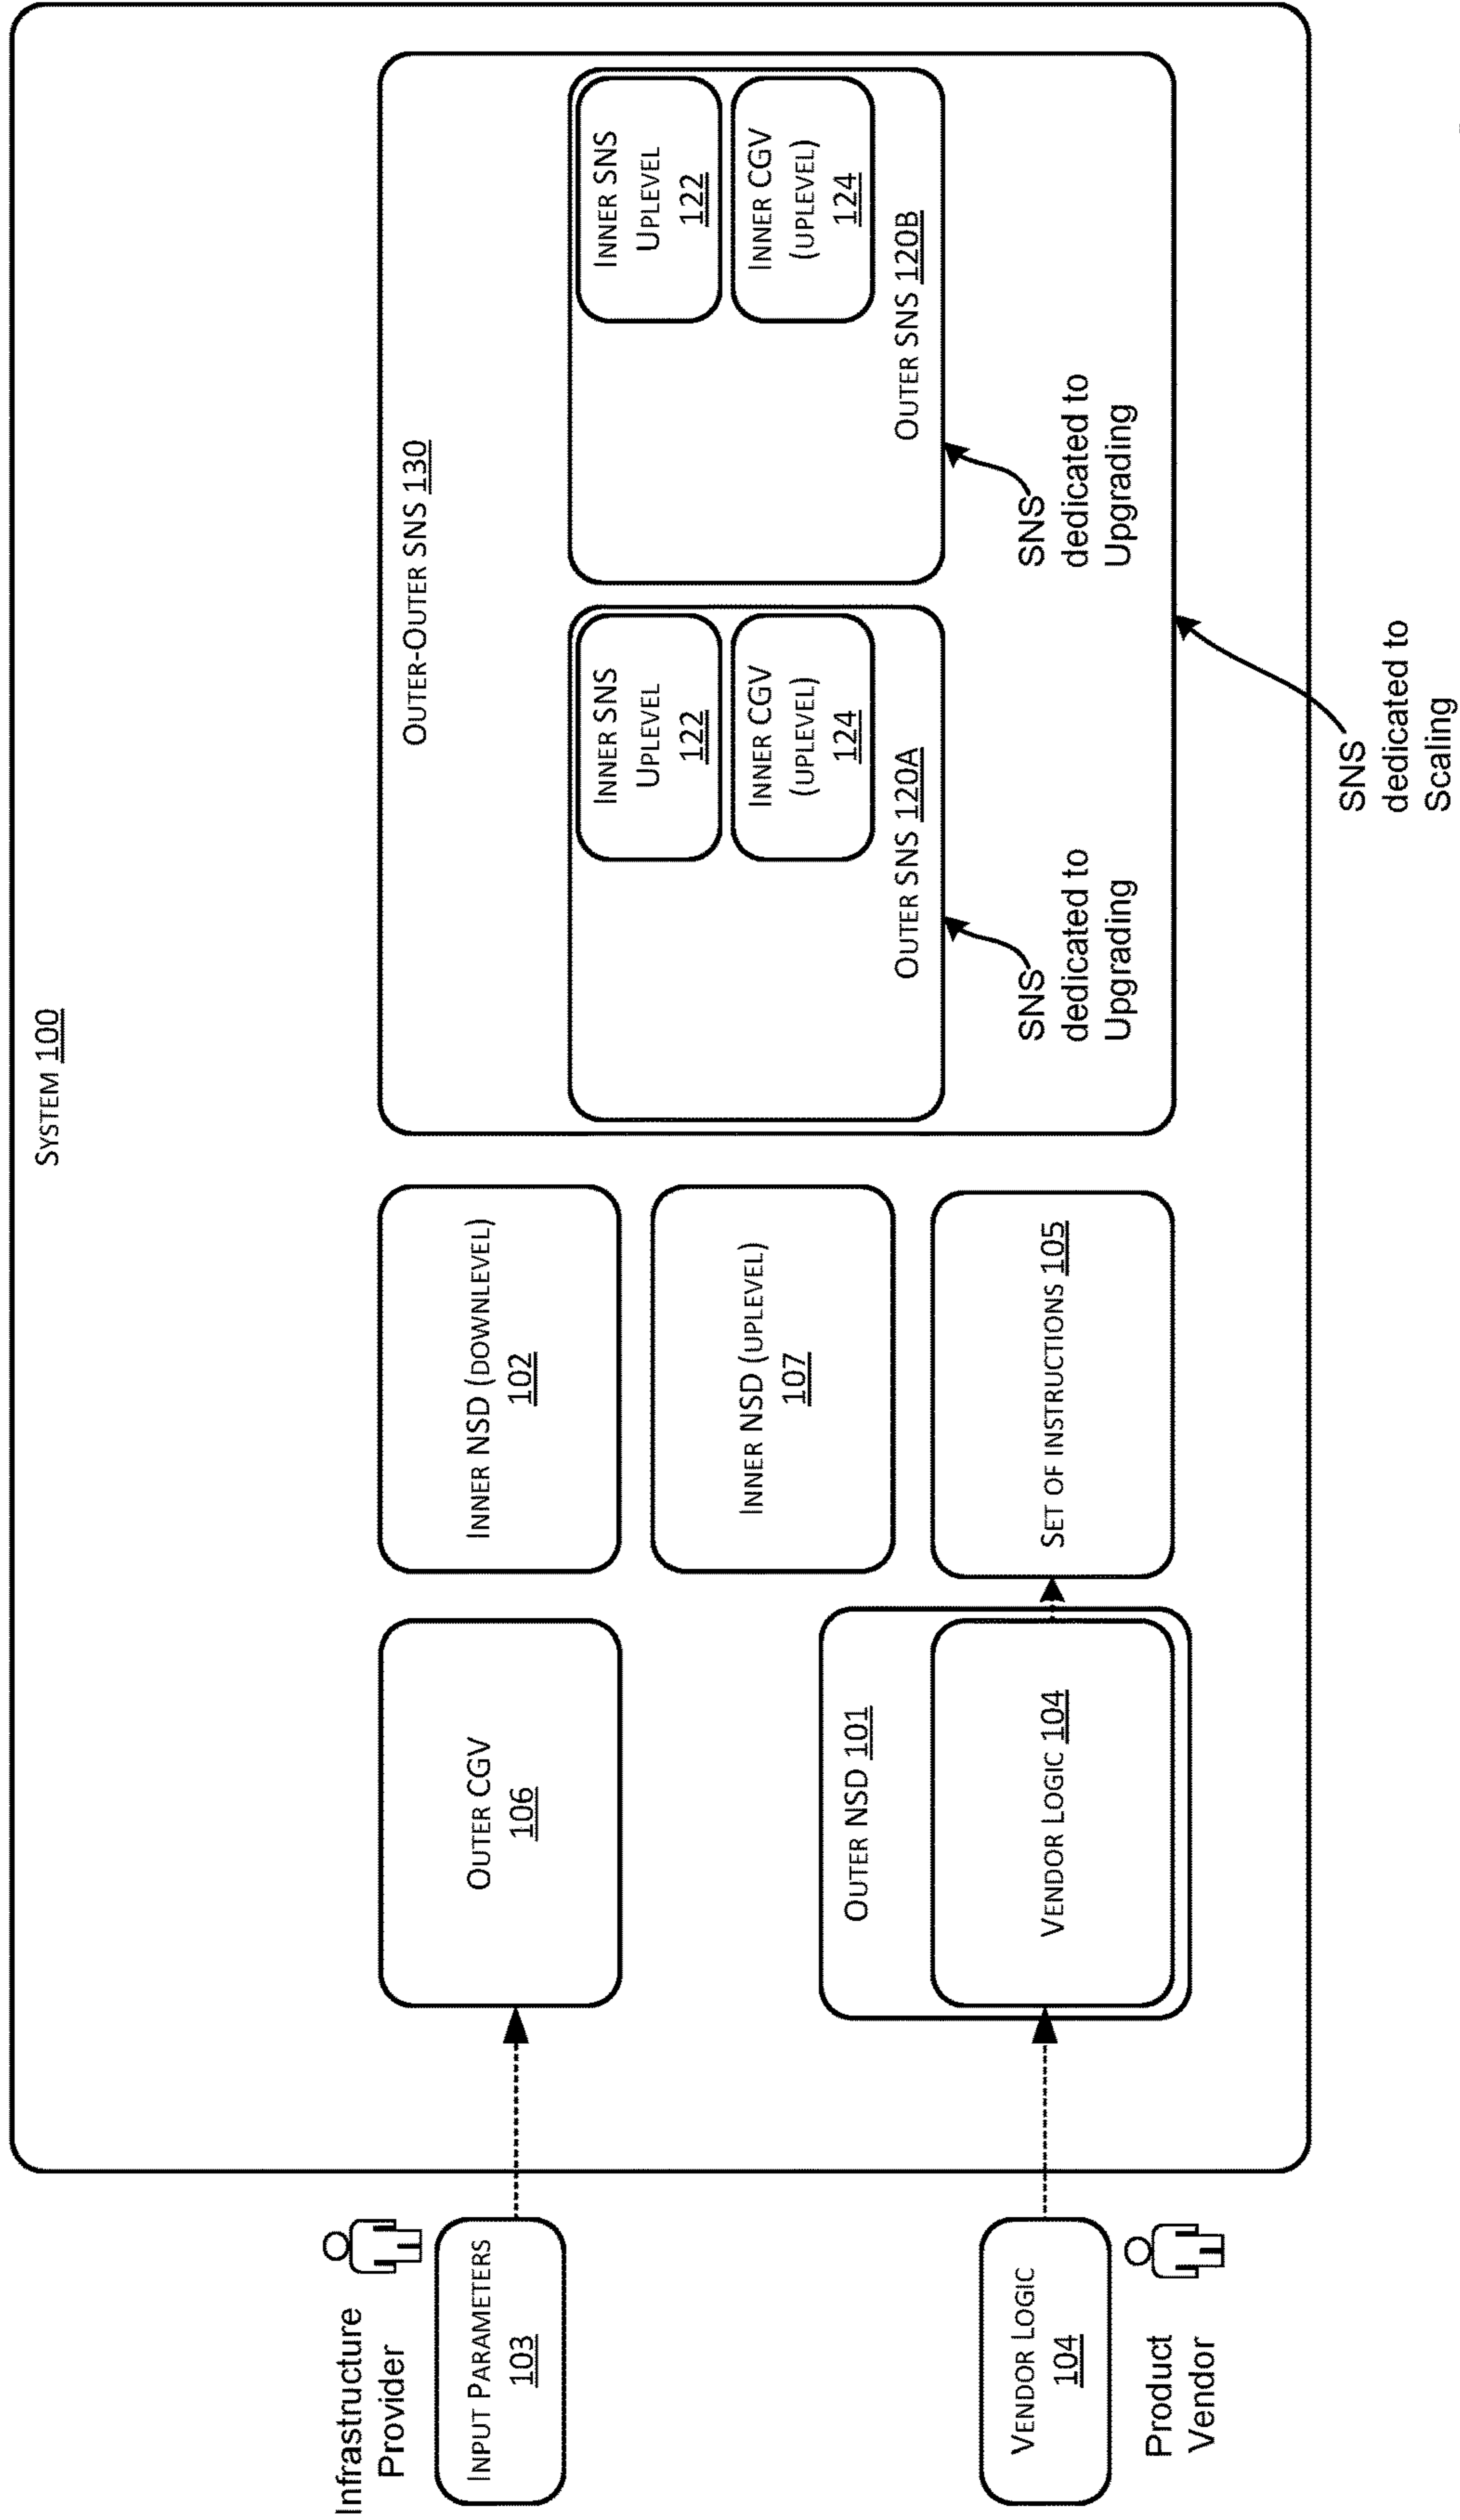 SYSTEM 100
Infrastructure
Provider
INPUT PARAMETERS
103
OUTER CGV
106
INNER NSD (DOWNLEVEL)
102
INNER NSD (UPLEVEL)
107
VENDOR LOGIC
104
Product
Vendor
OUTER NSD 101
VENDOR LOGIC 104
SET OF INSTRUCTIONS 105
OUTER-OUTER SNS 130
INNER SNS
UPLEVEL
122
INNER CGV
(UPLEVEL)
124
OUTER SNS 120A
SNS
dedicated to
Upgrading
INNER SNS
UPLEVEL
122
INNER CGV
(UPLEVEL)
124
OUTER SNS 120B
SNS
dedicated to
Upgrading
SNS
dedicated to
Scaling